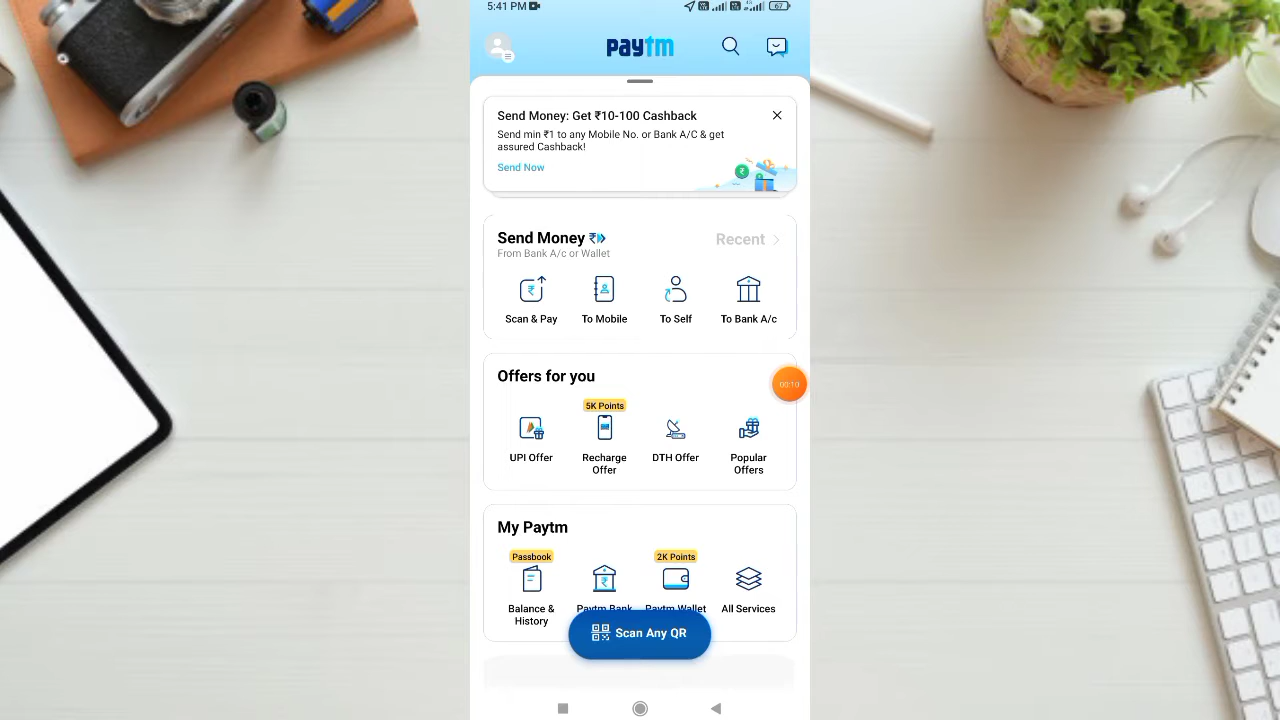 5:41 PM
67
paytm
Send Money: Get ₹10-100 Cashback
Send min ₹1 to any Mobile No. or Bank A/C & get
assured Cashback!
Send Now
Send Money
Recent
From Bank A/c or Wallet
Scan & Pay
To Mobile
To Self
To Bank A/c
Offers for you
00:10
5K Points
UPI Offer
Recharge
Offer
DTH Offer
Popular
Offers
My Paytm
Passbook
2K Points
Balance &
History
Paytm Bank
Paytm Wallet
All Services
Scan Any QR